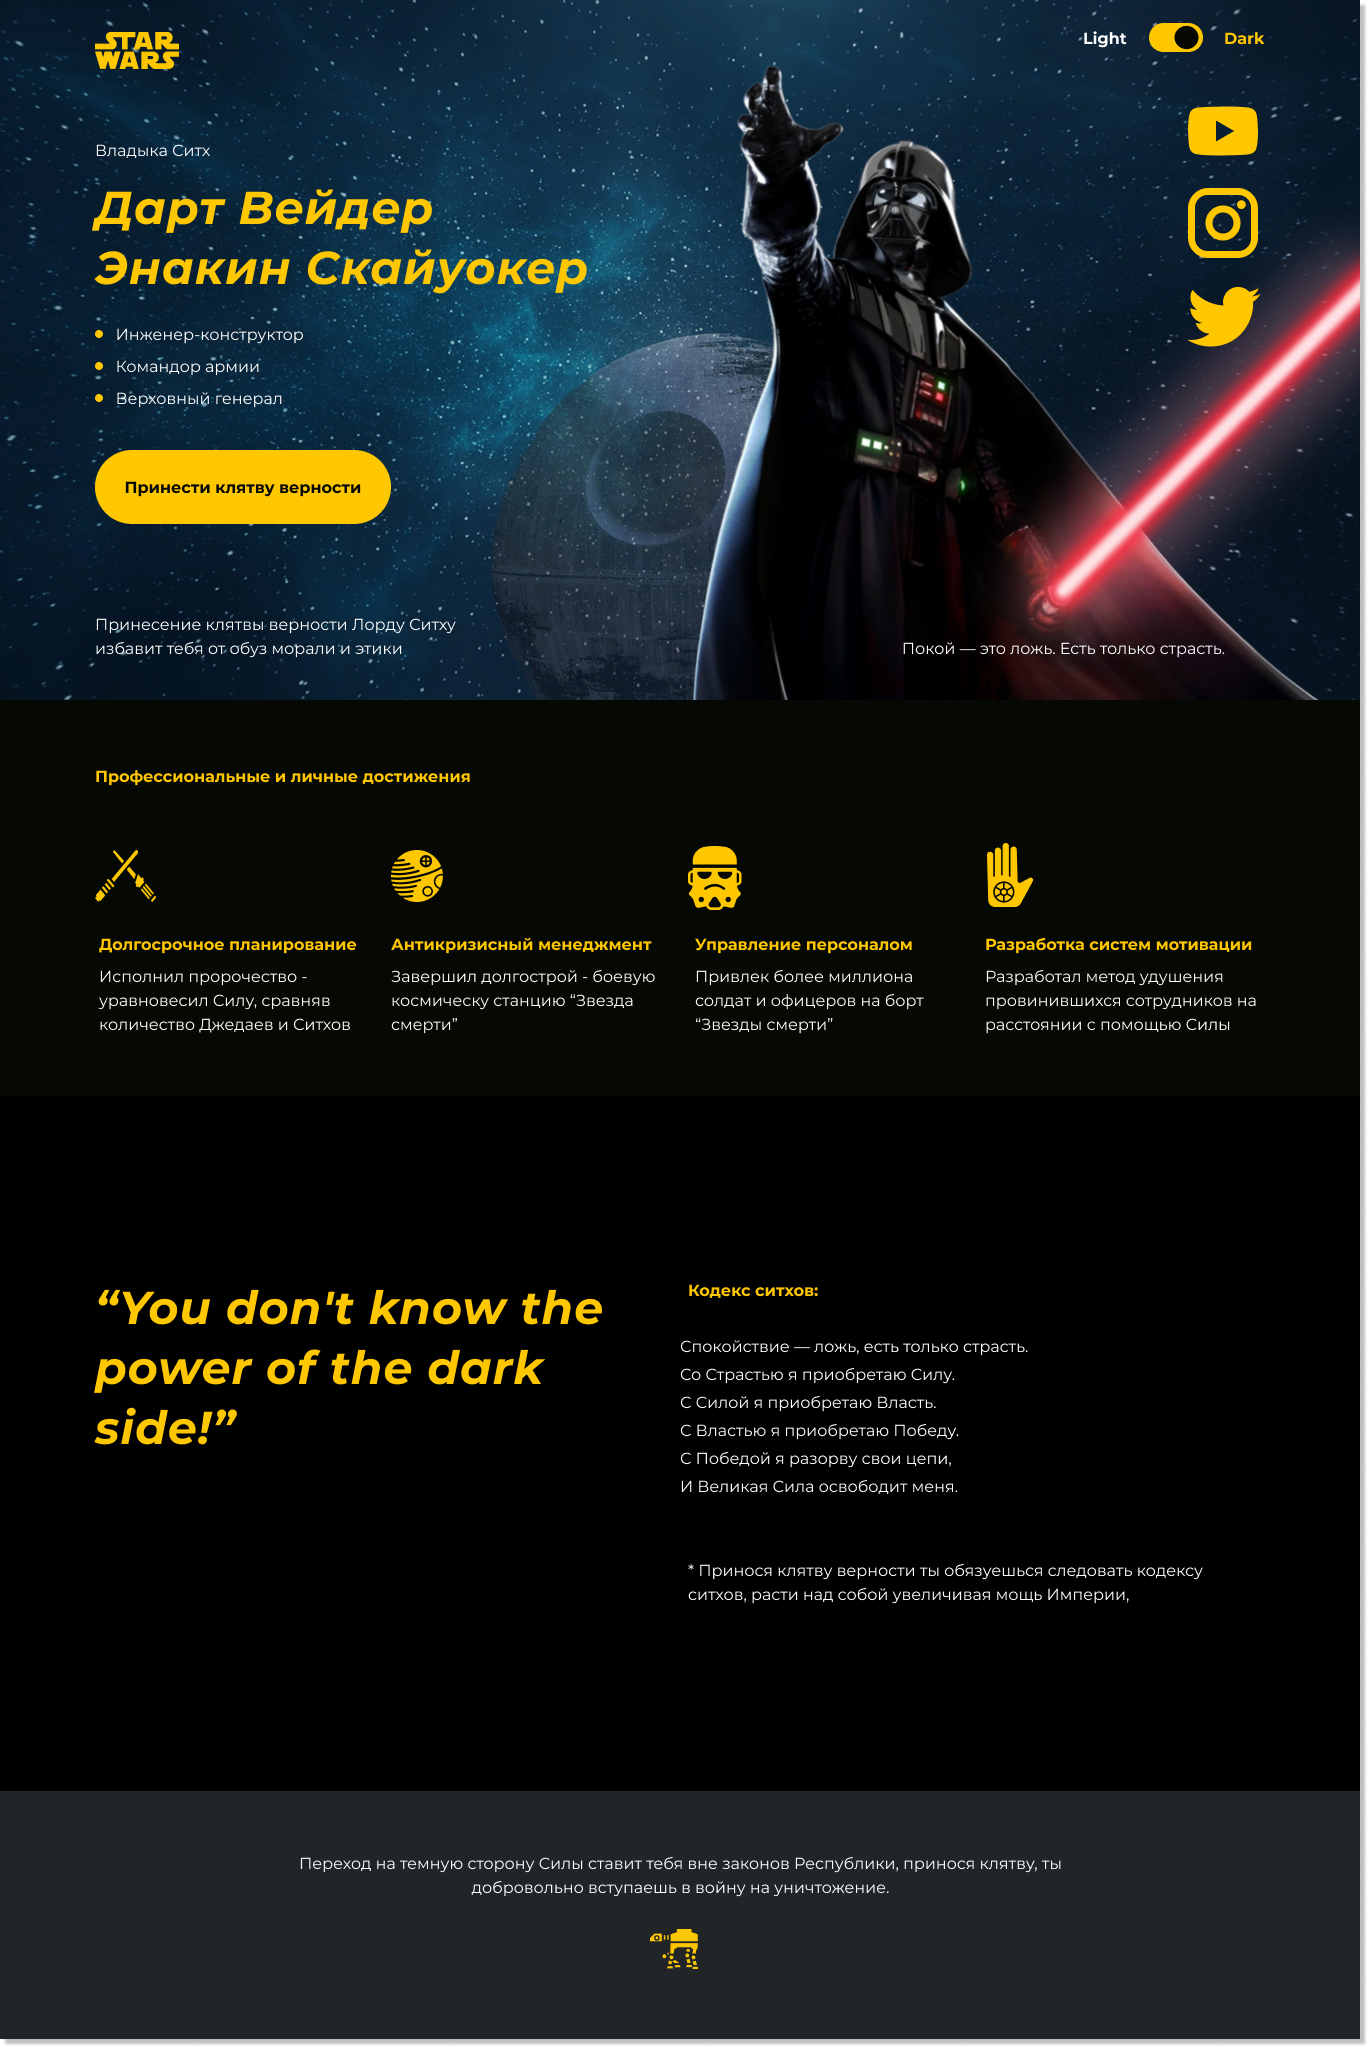 STAR
WARS
Light
Dark
Владыка Ситх
Дарт Вейдер
Энакин Скайуокер
Инженер-конструктор
Командор армии
Верховный генерал
Принести клятву верности
Принесение клятвы верности Лорду Ситху
избавит тебя от обуз морали и этики
Покой — это ложь. Есть только страсть.
Профессиональные и личные достижения
Долгосрочное планирование
Исполнил пророчество -
уравновесил Силу, сравняв
количество Джедаев и Ситхов
Антикризисный менеджмент
Завершил долгострой - боевую
космическу станцию “Звезда
смерти”
Управление персоналом
Привлек более миллиона
солдат и офицеров на борт
“Звезды смерти”
Разработка систем мотивации
Разработал метод удушения
провинившихся сотрудников на
расстоянии с помощью Силы
“You don't know the
power of the dark
side!”
Кодекс ситхов:
Спокойствие — ложь, есть только страсть.
Со Страстью я приобретаю Силу.
С Силой я приобретаю Власть.
С Властью я приобретаю Победу.
С Победой я разорву свои цепи,
И Великая Сила освободит меня.
* Принося клятву верности ты обязуешься следовать кодексу
ситхов, расти над собой увеличивая мощь Империи,
Переход на темную сторону Силы ставит тебя вне законов Республики, принося клятву, ты
добровольно вступаешь в войну на уничтожение.